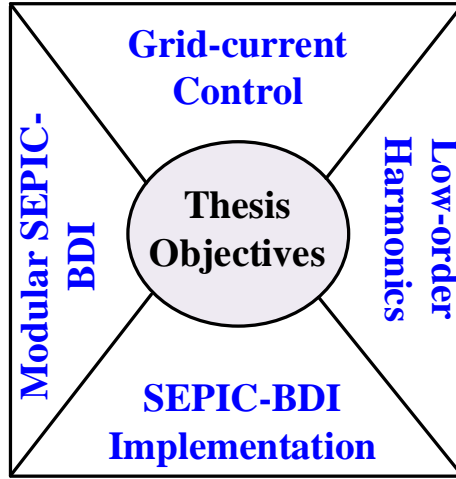 Grid-current
Control
Modular SEPIC-
BDI
Thesis
Objectives
Low-order
Harmonics
SEPIC-BDI
Implementation